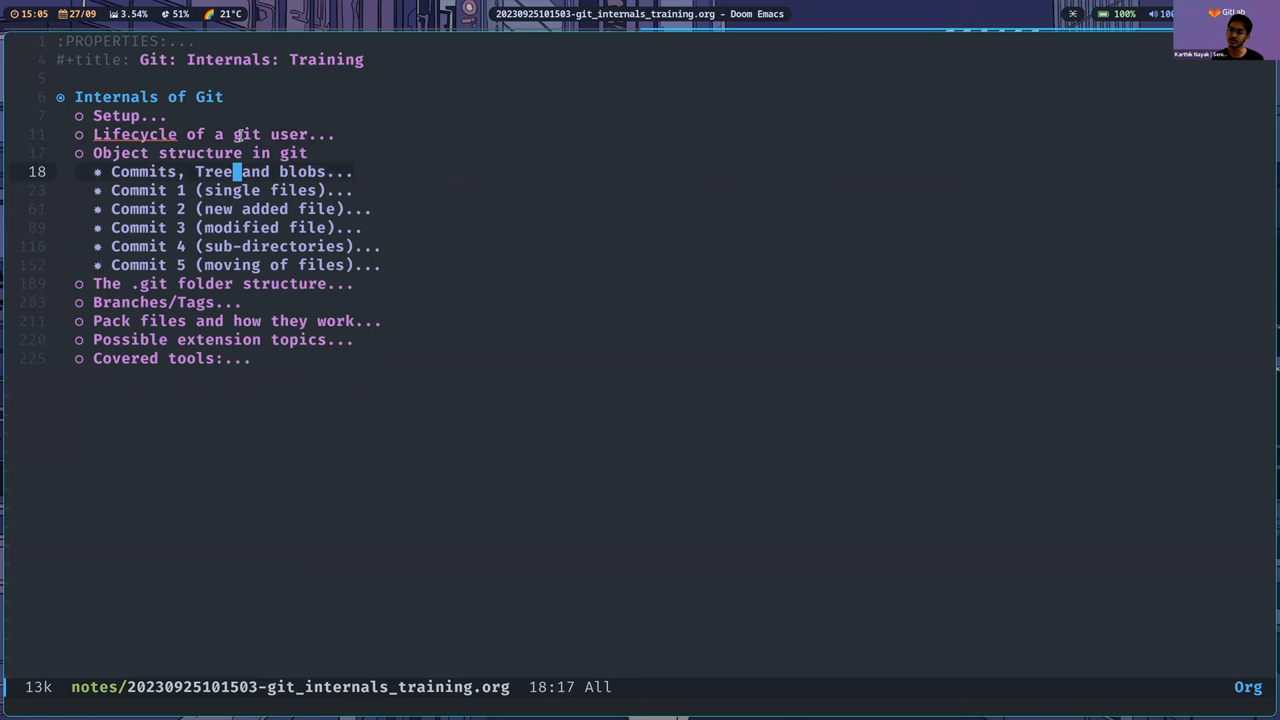 15:05 27/09 3.54% 51% 21°C 20230925101503-git_internals_training.org – Doom Emacs 100%
GitLab
Karthik Nayak |
1 :PROPERTIES:...
4 #+title: Git: Internals: Training
5
6 Internals of Git
7 Setup...
11 Lifecycle of a git user...
17 Object structure in git
18 Commits, Tree and blobs...
23 Commit 1 (single files)...
61 Commit 2 (new added file)...
89 Commit 3 (modified file)...
116 Commit 4 (sub-directories)...
152 Commit 5 (moving of files)...
189 The .git folder structure...
203 Branches/Tags...
211 Pack files and how they work...
220 Possible extension topics...
225 Covered tools:...
13k notes/20230925101503-git_internals_training.org 18:17 All Org